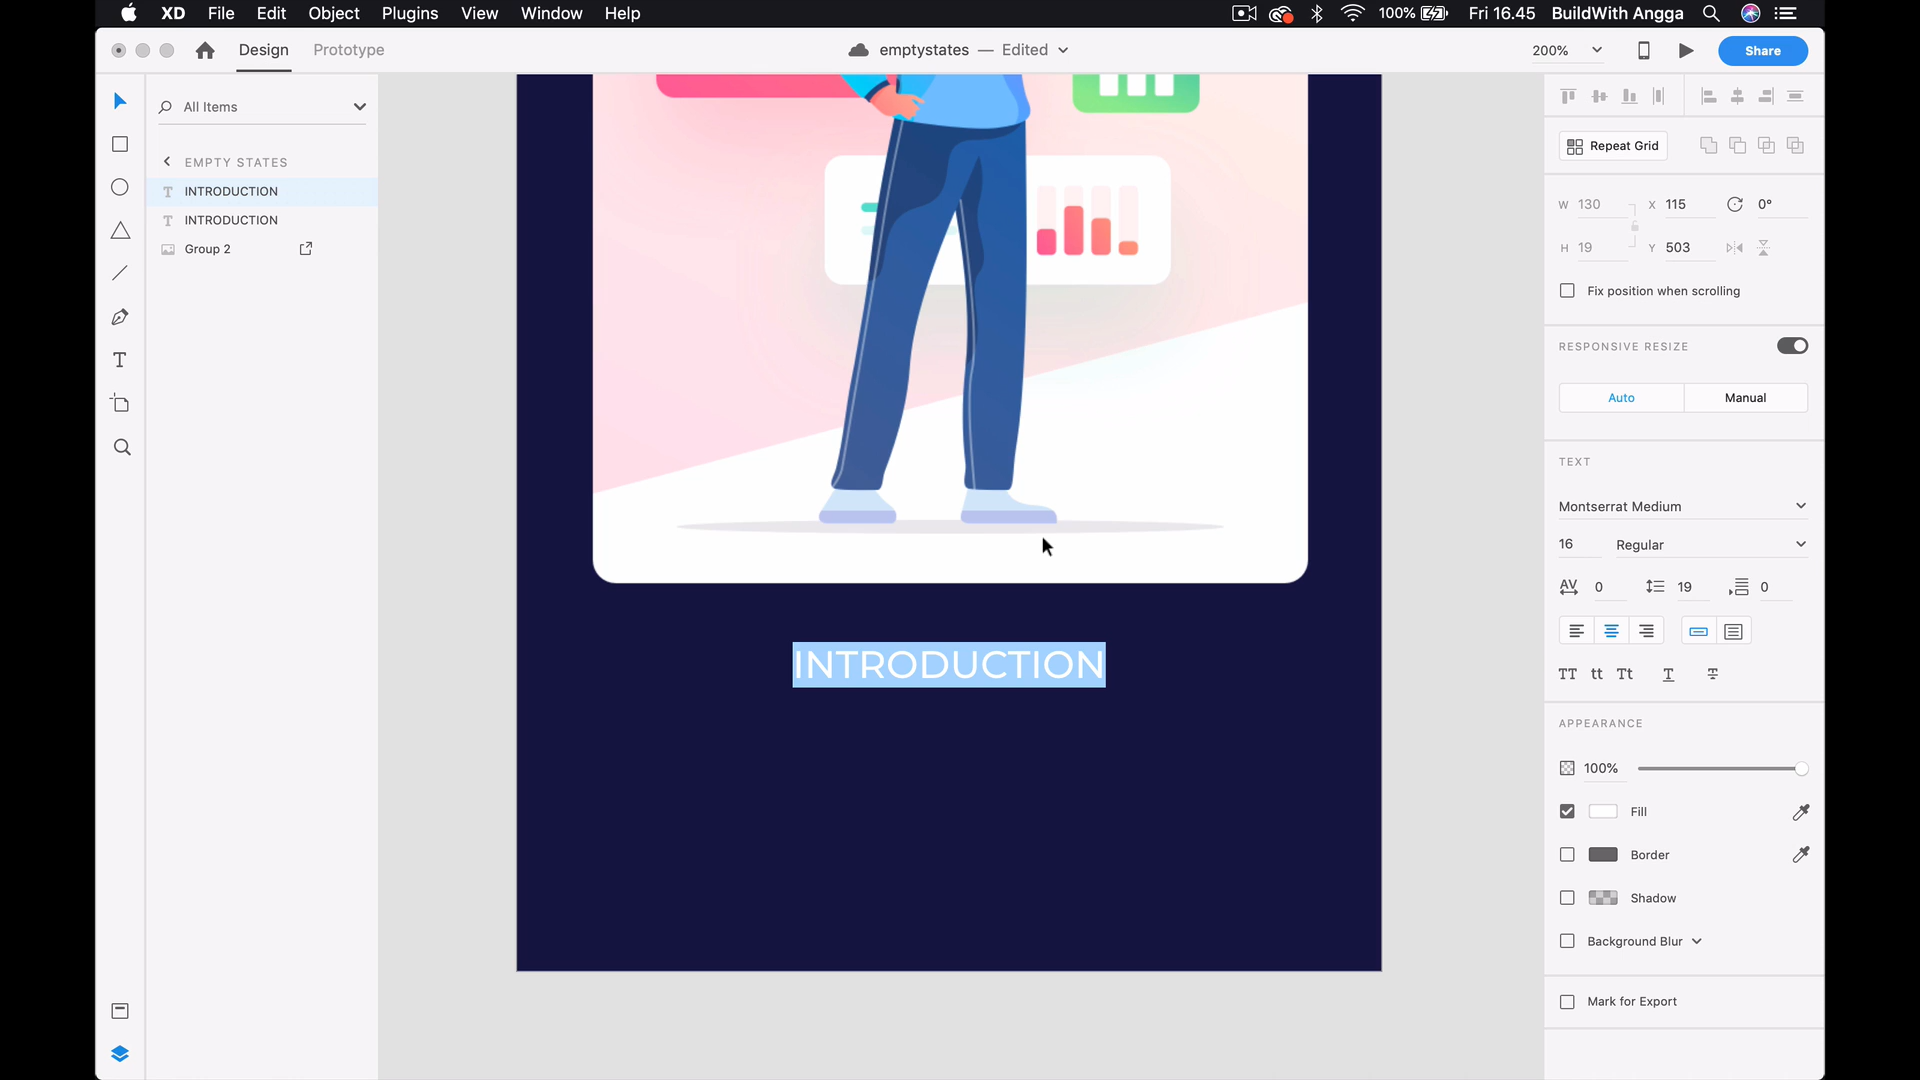 XD File Edit Object Plugins View Window Help
100% Fri 16.45 BuildWith Angga
Design Prototype
emptystates — Edited
200%
Share
All Items
EMPTY STATES
INTRODUCTION
INTRODUCTION
Group 2
INTRODUCTION
Repeat Grid
W 130 X 115 0°
H 19 Y 503
Fix position when scrolling
RESPONSIVE RESIZE
Auto Manual
TEXT
Montserrat Medium
16 Regular
AV 0 19 0
TT tt Tt T T
APPEARANCE
100%
Fill
Border
Shadow
Background Blur
Mark for Export